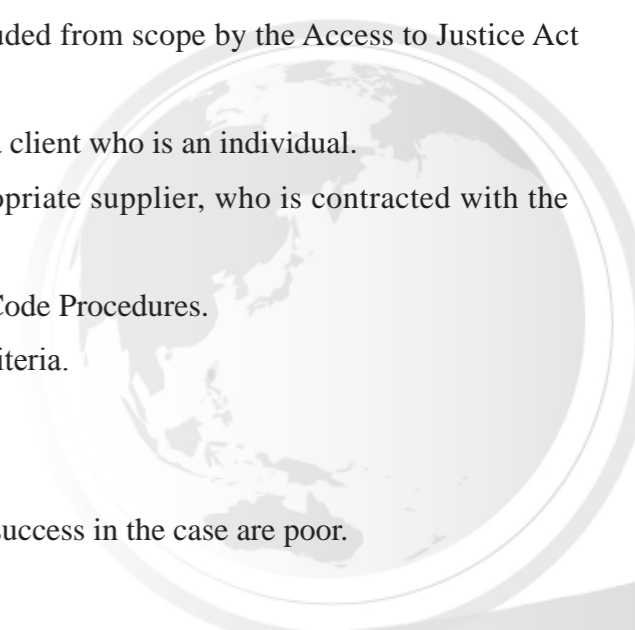 uded from scope by the Access to Justice Act
client who is an individual.
opriate supplier, who is contracted with the
Code Procedures.
iteria.
success in the case are poor.